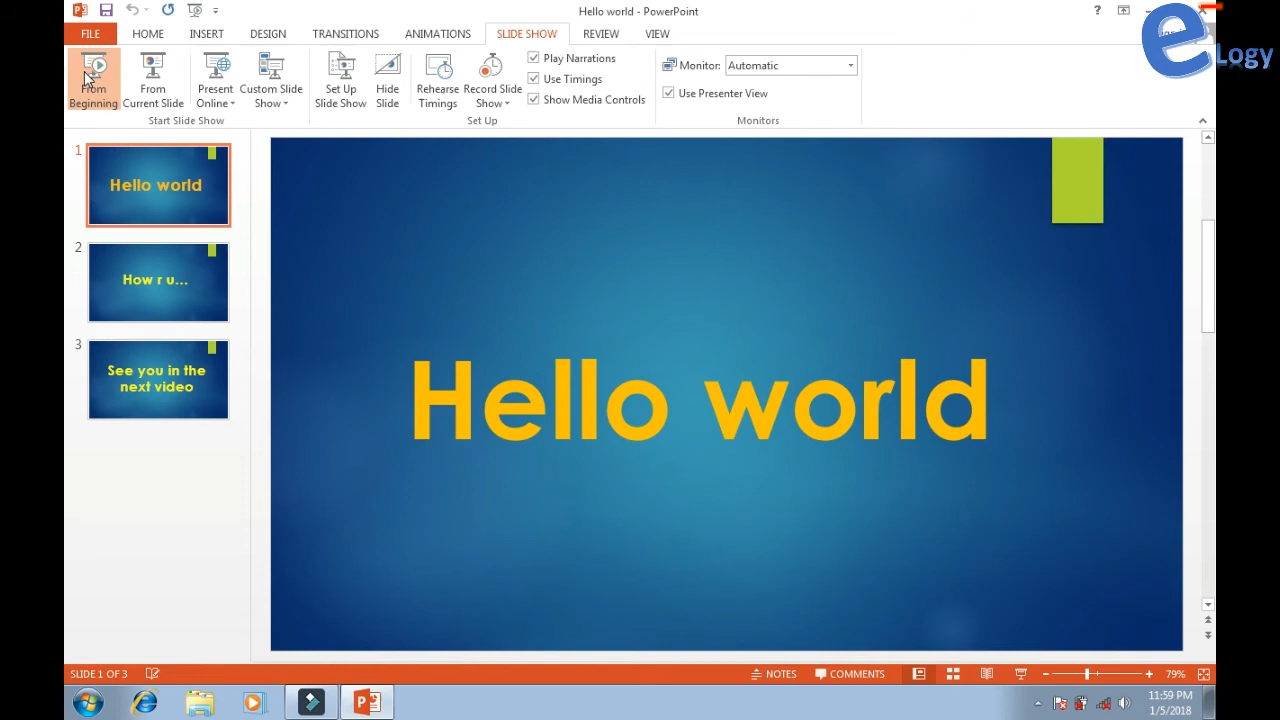 Hello world - PowerPoint
?
FILE
HOME
INSERT
DESIGN
TRANSITIONS
ANIMATIONS
SLIDE SHOW
REVIEW
VIEW
e Logy
From
Beginning
From
Current Slide
Present
Online
Custom Slide
Show
Start Slide Show
Set Up
Slide Show
Hide
Slide
Rehearse
Timings
Record Slide
Show
Play Narrations
Use Timings
Show Media Controls
Set Up
Monitor: Automatic
Use Presenter View
Monitors
1
Hello world
2
How r u...
3
See you in the
next video
Hello world
SLIDE 1 OF 3
NOTES
COMMENTS
79%
11:59 PM
1/5/2018